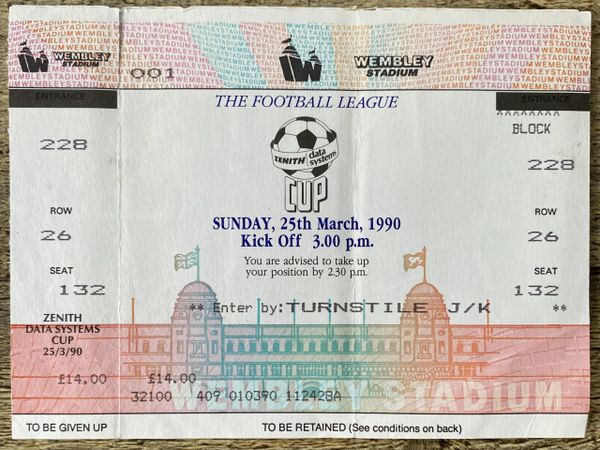 WEMBLEY
STADIUM
001
WEMBLEY
STADIUM
ENTRANCE
ENTRANCE
THE FOOTBALL LEAGUE
BLOCK
228
228
ZENITH data systems
CUP
ROW
ROW
26
26
SUNDAY, 25th March, 1990
Kick Off 3.00 p.m.
You are advised to take up
your position by 2.30 pm.
SEAT
SEAT
132
132
** Enter by:TURNSTILE J/K **
ZENITH
DATA SYSTEMS
CUP
25/3/90
£14.00
£14.00
WEMBLEY STADIUM
32100 409 010390 112428A
TO BE GIVEN UP
TO BE RETAINED (See conditions on back)